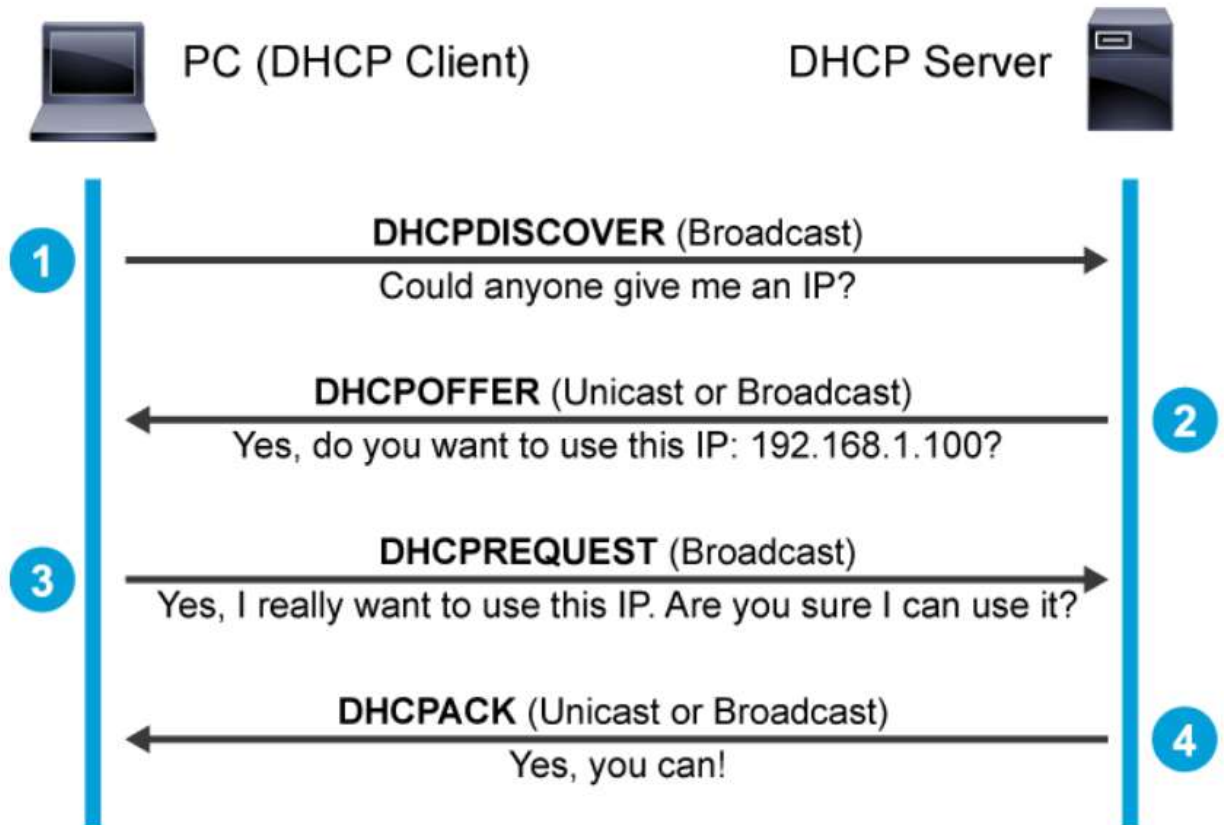 PC (DHCP Client)
DHCP Server
1
DHCPDISCOVER (Broadcast)
Could anyone give me an IP?
DHCPOFFER (Unicast or Broadcast)
2
Yes, do you want to use this IP: 192.168.1.100?
DHCPREQUEST (Broadcast)
3
Yes, I really want to use this IP. Are you sure I can use it?
DHCPACK (Unicast or Broadcast)
4
Yes, you can!